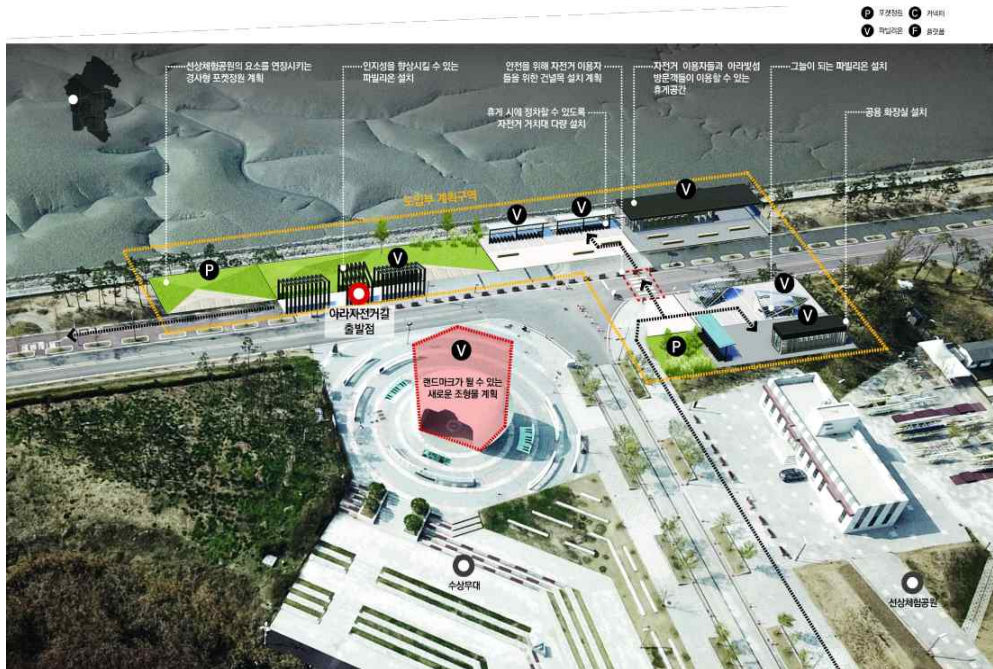 P 포켓정원 C 커넥터
V 파빌리온 F 플랫폼
선상체험공원의 요소를 연장시키는
경사형 포켓정원 계획
인지성을 향상시킬 수 있는
파빌리온 설치
안전을 위해 자전거 이용자
들을 위한 건널목 설치 계획
휴게 시에 정차할 수 있도록
자전거 거치대 다량 설치
자전거 이용자들과 아라빛섬
방문객들이 이용할 수 있는
휴게공간
그늘이 되는 파빌리온 설치
공용 화장실 설치
도입부 계획구역
V
V
V
P
V
V
V
P
아라자전거길
출발점
V
랜드마크가 될 수 있는
새로운 조형물 계획
수상무대
선상체험공원